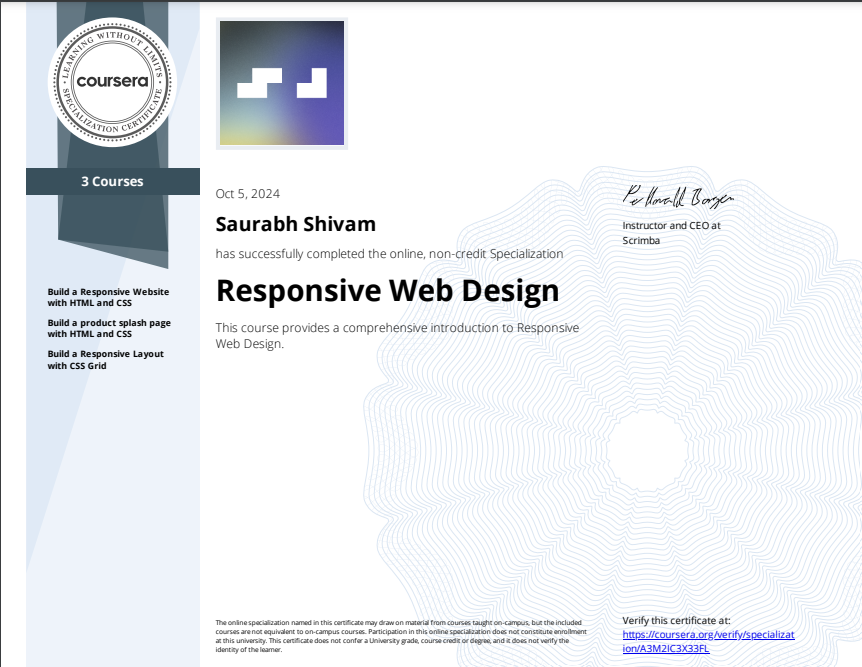 LEARNING WITHOUT LIMITS
coursera
SPECIALIZATION CERTIFICATE
3 Courses
Build a Responsive Website
with HTML and CSS
Build a product splash page
with HTML and CSS
Build a Responsive Layout
with CSS Grid
Oct 5, 2024
Saurabh Shivam
has successfully completed the online, non-credit Specialization
Responsive Web Design
This course provides a comprehensive introduction to Responsive
Web Design.
Per Harald Borgen
Instructor and CEO at
Scrimba
The online specialization named in this certificate may draw on material from courses taught on-campus, but the included
courses are not equivalent to on-campus courses. Participation in this online specialization does not constitute enrollment
at this university. This certificate does not confer a University grade, course credit or degree, and it does not verify the
identity of the learner.
Verify this certificate at:
https://coursera.org/verify/specializat
ion/A3M2IC3X33FL